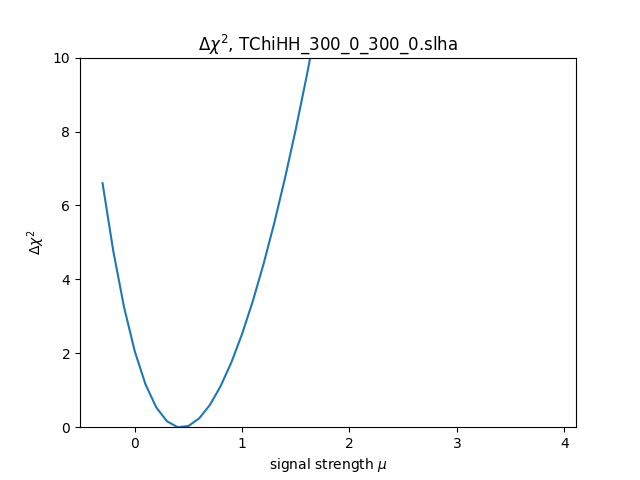 Δχ², TChiHH_300_0_300_0.slha
10
8
6
4
2
0
Δχ²
0 1 2 3 4
signal strength μ